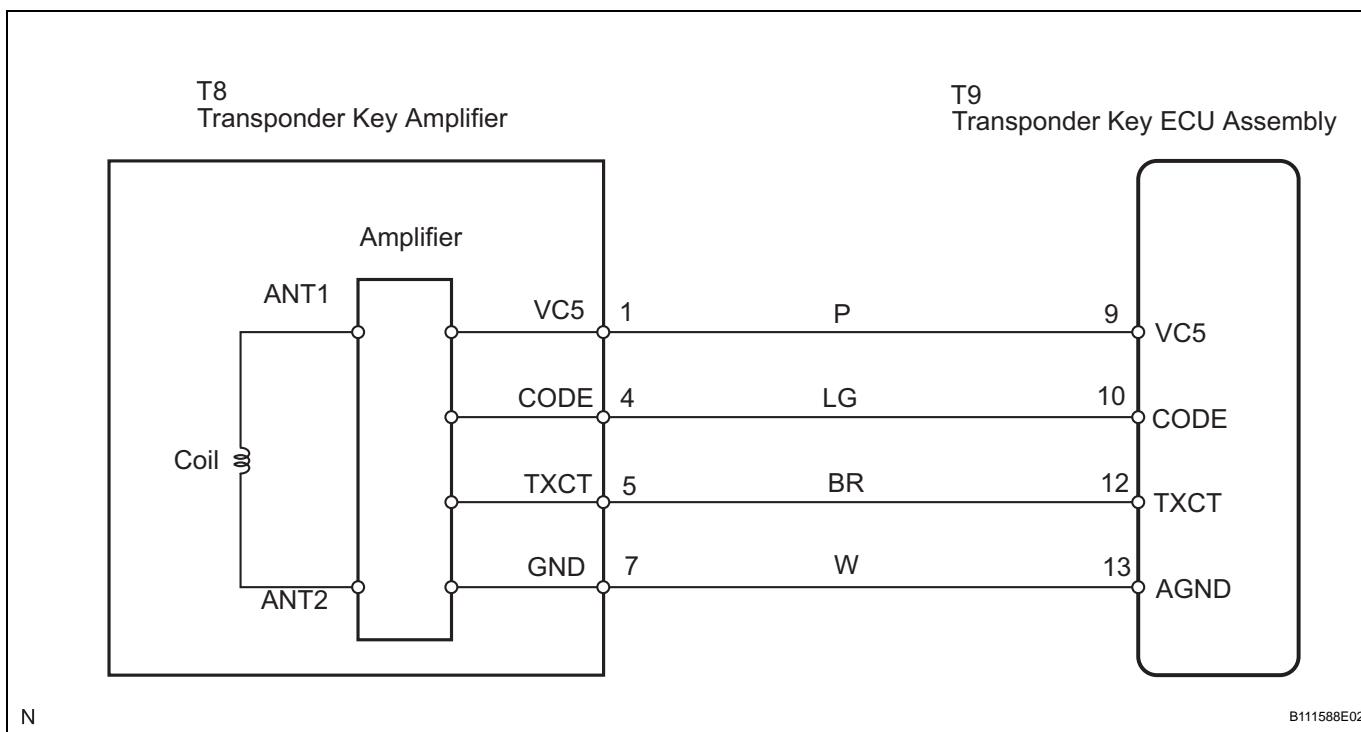 T8
Transponder Key Amplifier
T9
Transponder Key ECU Assembly
Amplifier
ANT1
VC5 1 P 9 VC5
CODE 4 LG 10 CODE
Coil
TXCT 5 BR 12 TXCT
GND 7 W 13 AGND
ANT2
N
B111588E02